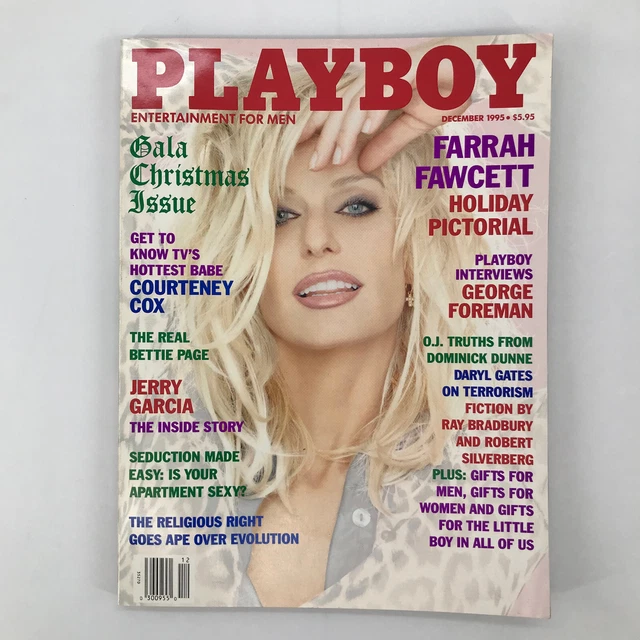 PLAYBOY
ENTERTAINMENT FOR MEN
DECEMBER 1995 • $5.95
Gala
Christmas
Issue
GET TO
KNOW TV'S
HOTTEST BABE
COURTENEY
COX
THE REAL
BETTIE PAGE
JERRY
GARCIA
THE INSIDE STORY
SEDUCTION MADE
EASY: IS YOUR
APARTMENT SEXY?
THE RELIGIOUS RIGHT
GOES APE OVER EVOLUTION
FARRAH
FAWCETT
HOLIDAY
PICTORIAL
PLAYBOY
INTERVIEWS
GEORGE
FOREMAN
O.J. TRUTHS FROM
DOMINICK DUNNE
DARYL GATES
ON TERRORISM
FICTION BY
RAY BRADBURY
AND ROBERT
SILVERBERG
PLUS: GIFTS FOR
MEN, GIFTS FOR
WOMEN AND GIFTS
FOR THE LITTLE
BOY IN ALL OF US
12